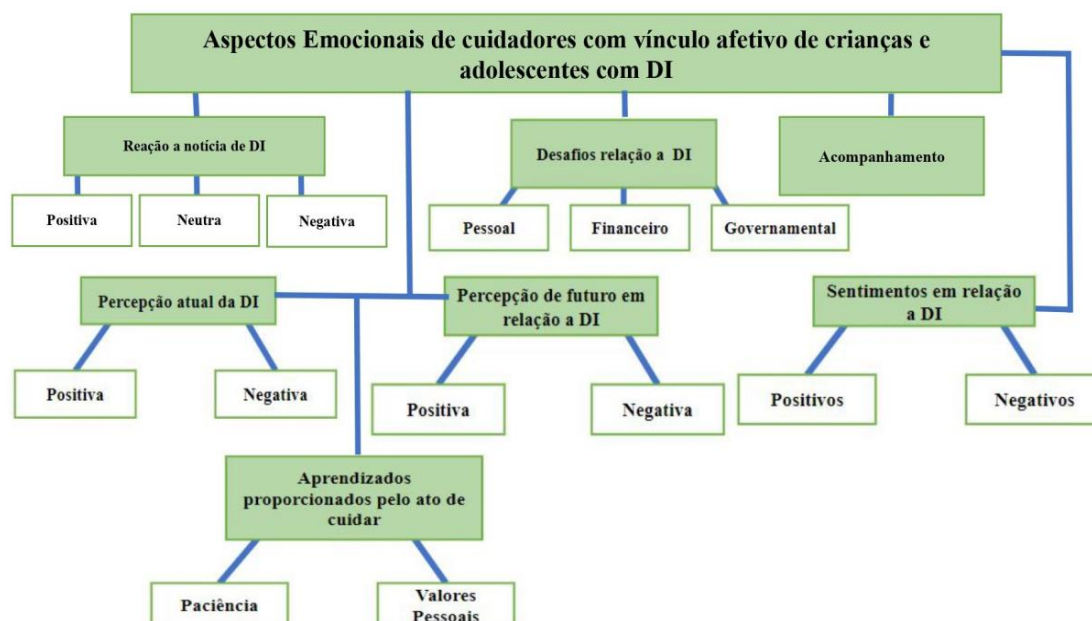 Aspectos Emocionais de cuidadores com vínculo afetivo de crianças e
adolescentes com DI
Reação a notícia de DI
Positiva
Neutra
Negativa
Desafios relação a DI
Pessoal
Financeiro
Governamental
Acompanhamento
Percepção atual da DI
Positiva
Negativa
Percepção de futuro em
relação a DI
Positiva
Negativa
Sentimentos em relação
a DI
Positivos
Negativos
Aprendizados
proporcionados pelo ato de
cuidar
Paciência
Valores
Pessoais